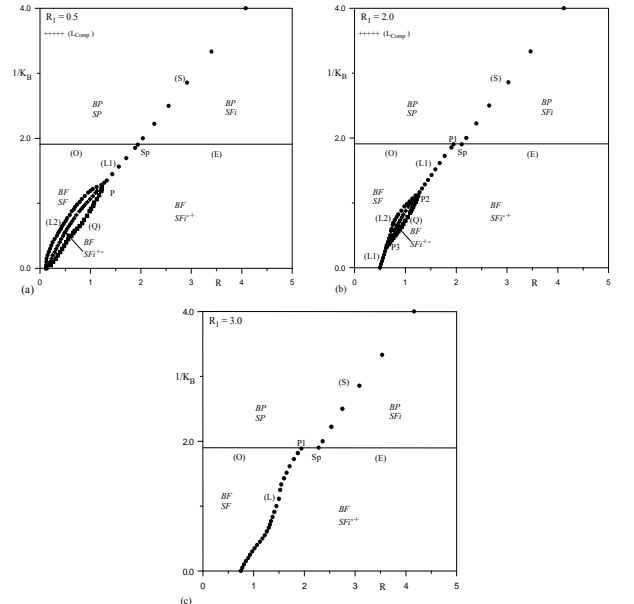 R1 = 0.5
+++++ (LComp)
4.0
1/KB
2.0
0.0
(S)
BP
SP
BP
SFi
(O)
Sp
(E)
(L1)
P
BF
SF
(L2)
(Q)
BF
SFi-+
BF
SFi+-
0 1 2 3 4 5
R
(a)
R1 = 2.0
+++++ (LComp)
4.0
1/KB
2.0
0.0
(S)
BP
SP
BP
SFi
P1
(O)
Sp
(E)
(L1)
BF
SF
P2
(L2)
(Q)
BF
SFi-+
BF
SFi+-
P3
(L1)
0 1 2 3 4 5
R
(b)
R1 = 3.0
4.0
1/KB
2.0
0.0
(S)
BP
SP
BP
SFi
P1
(O)
Sp
(E)
(L)
BF
SF
BF
SFi-+
0 1 2 3 4 5
R
(c)